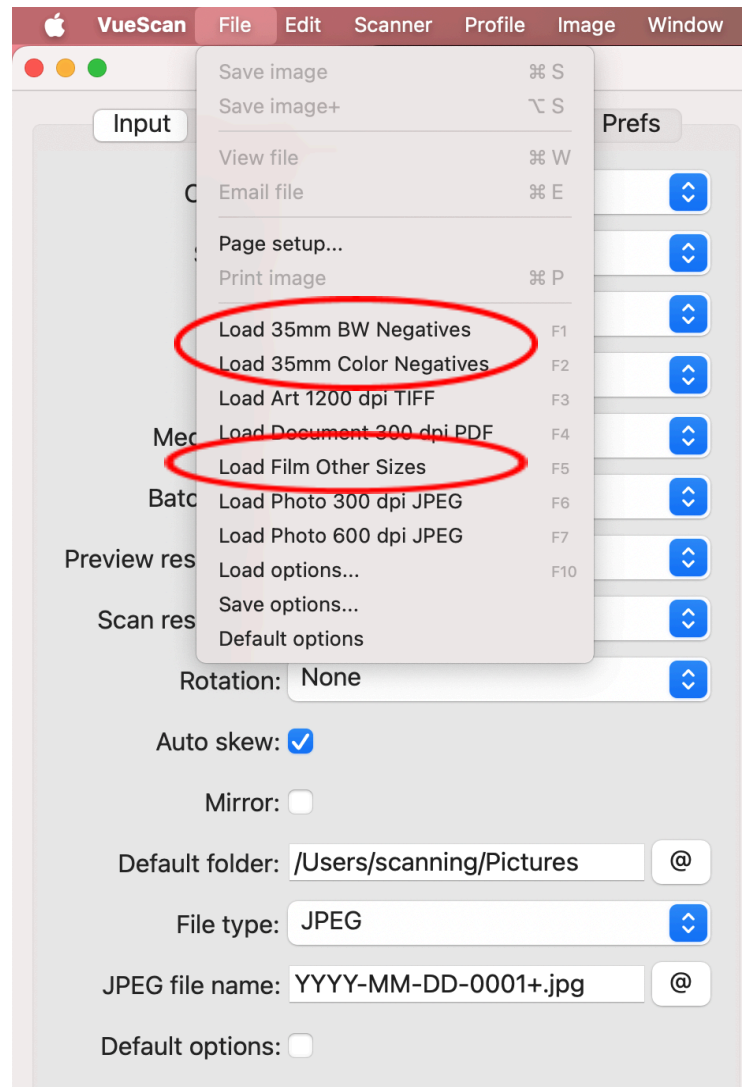 VueScan File Edit Scanner Profile Image Window
Save image ⌘ S
Save image+ ⌥ S
Input Prefs
View file ⌘ W
Email file ⌘ E
Page setup...
Print image ⌘ P
Load 35mm BW Negatives F1
Load 35mm Color Negatives F2
Load Art 1200 dpi TIFF F3
Load Document 300 dpi PDF F4
Load Film Other Sizes F5
Load Photo 300 dpi JPEG F6
Load Photo 600 dpi JPEG F7
Load options... F10
Save options...
Default options
Preview res
Scan res
Rotation: None
Auto skew:
Mirror:
Default folder: /Users/scanning/Pictures @
File type: JPEG
JPEG file name: YYYY-MM-DD-0001+.jpg @
Default options: